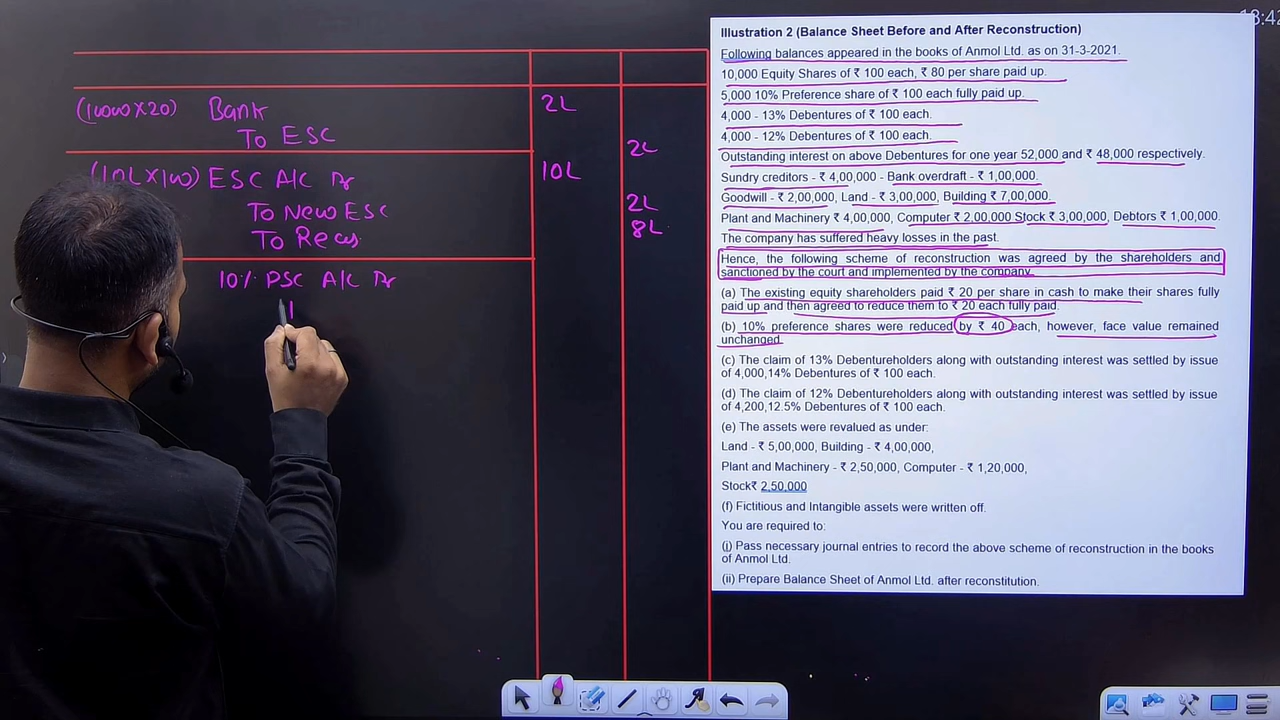 18:42
(10000×20) Bank 2L
To ESC 2L
(10L×100) ESC A/C Dr 10L
To New ESC 2L
To Recs. 8L
10% PSC A/C Dr
Illustration 2 (Balance Sheet Before and After Reconstruction)
Following balances appeared in the books of Anmol Ltd. as on 31-3-2021.
10,000 Equity Shares of ₹ 100 each, ₹ 80 per share paid up.
5,000 10% Preference share of ₹ 100 each fully paid up.
4,000 - 13% Debentures of ₹ 100 each.
4,000 - 12% Debentures of ₹ 100 each.
Outstanding interest on above Debentures for one year 52,000 and ₹ 48,000 respectively.
Sundry creditors - ₹ 4,00,000 - Bank overdraft - ₹ 1,00,000.
Goodwill - ₹ 2,00,000, Land - ₹ 3,00,000, Building ₹ 7,00,000.
Plant and Machinery ₹ 4,00,000, Computer ₹ 2,00,000 Stock ₹ 3,00,000, Debtors ₹ 1,00,000.
The company has suffered heavy losses in the past.
Hence, the following scheme of reconstruction was agreed by the shareholders and
sanctioned by the court and implemented by the company.
(a) The existing equity shareholders paid ₹ 20 per share in cash to make their shares fully
paid up and then agreed to reduce them to ₹ 20 each fully paid.
(b) 10% preference shares were reduced by ₹ 40 each, however, face value remained
unchanged.
(c) The claim of 13% Debentureholders along with outstanding interest was settled by issue
of 4,000,14% Debentures of ₹ 100 each.
(d) The claim of 12% Debentureholders along with outstanding interest was settled by issue
of 4,200,12.5% Debentures of ₹ 100 each.
(e) The assets were revalued as under:
Land - ₹ 5,00,000, Building - ₹ 4,00,000,
Plant and Machinery - ₹ 2,50,000, Computer - ₹ 1,20,000,
Stock₹ 2,50,000
(f) Fictitious and Intangible assets were written off.
You are required to:
(i) Pass necessary journal entries to record the above scheme of reconstruction in the books
of Anmol Ltd.
(ii) Prepare Balance Sheet of Anmol Ltd. after reconstitution.